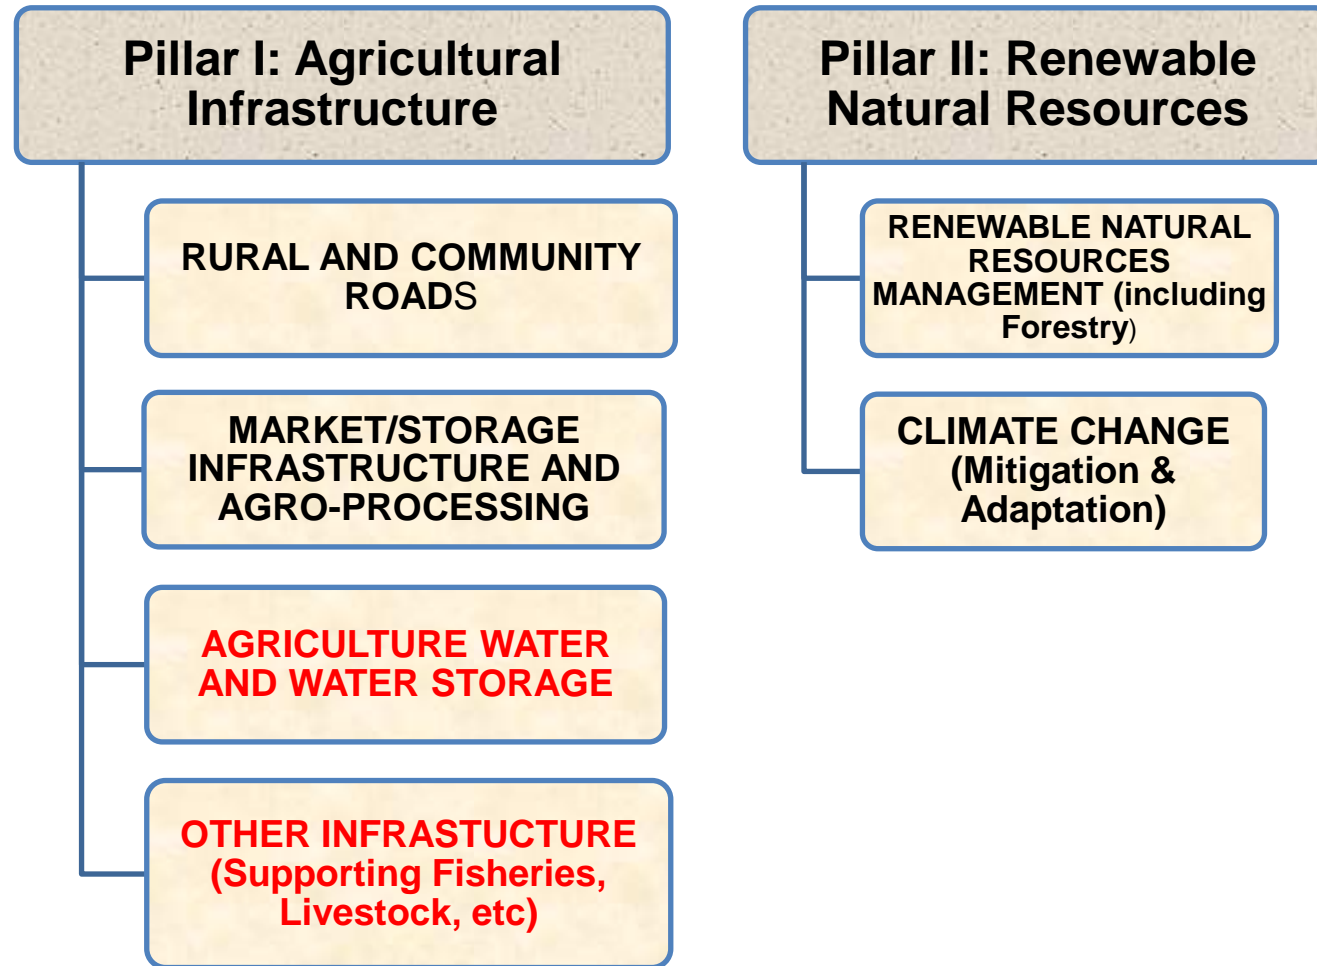 Pillar I: Agricultural
Infrastructure
RURAL AND COMMUNITY
ROADS
MARKET/STORAGE
INFRASTRUCTURE AND
AGRO-PROCESSING
AGRICULTURE WATER
AND WATER STORAGE
OTHER INFRASTUCTURE
(Supporting Fisheries,
Livestock, etc)
Pillar II: Renewable
Natural Resources
RENEWABLE NATURAL
RESOURCES
MANAGEMENT (including
Forestry)
CLIMATE CHANGE
(Mitigation &
Adaptation)